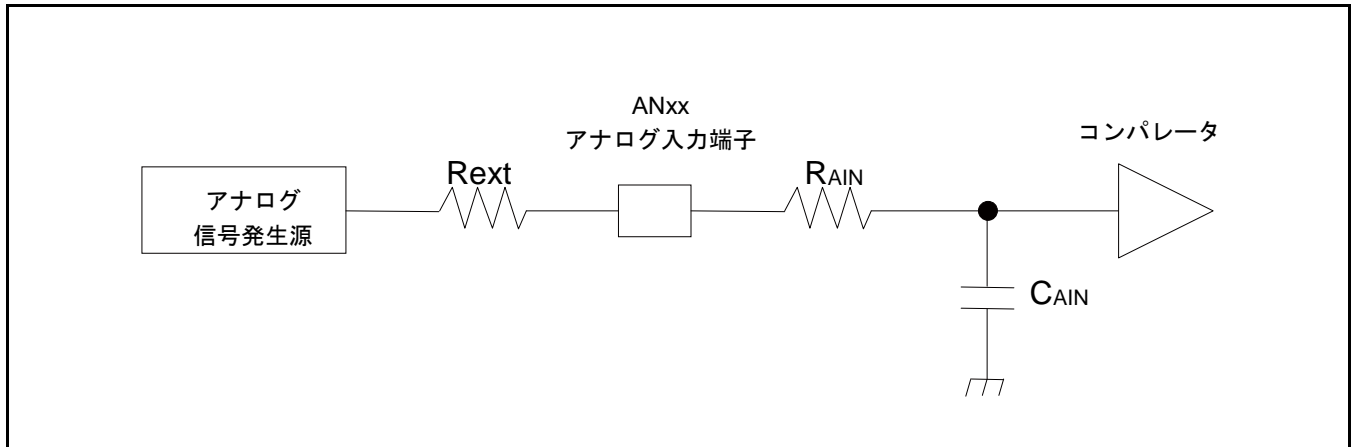 ANxx
アナログ入力端子
コンパレータ
アナログ
信号発生源
Rext
RAIN
CAIN